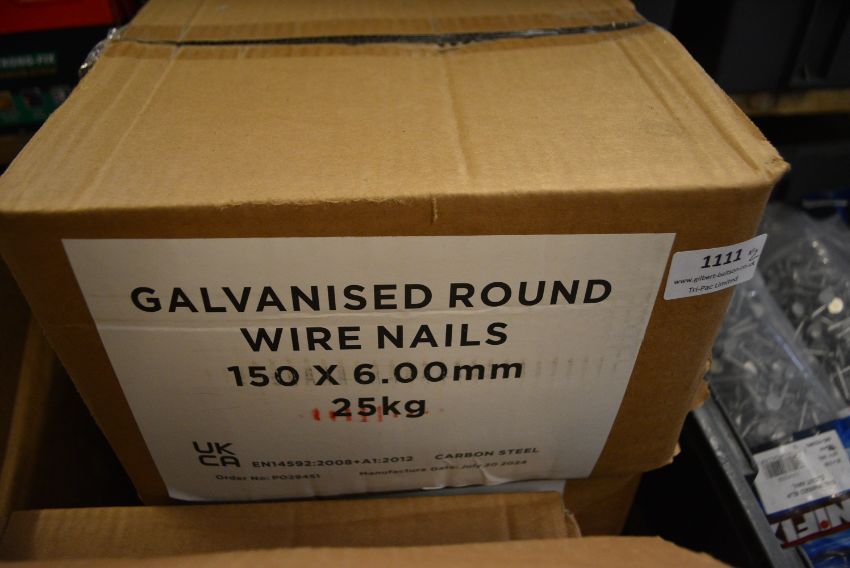 GALVANISED ROUND
WIRE NAILS
150 X 6.00mm
25kg
UK
CA
EN14592:2008+A1:2012 CARBON STEEL
Order No: PO29451 Manufacture Date: July 20 2024
1111
www.gilbert-baitson.co.uk
Tri-Pac Limited